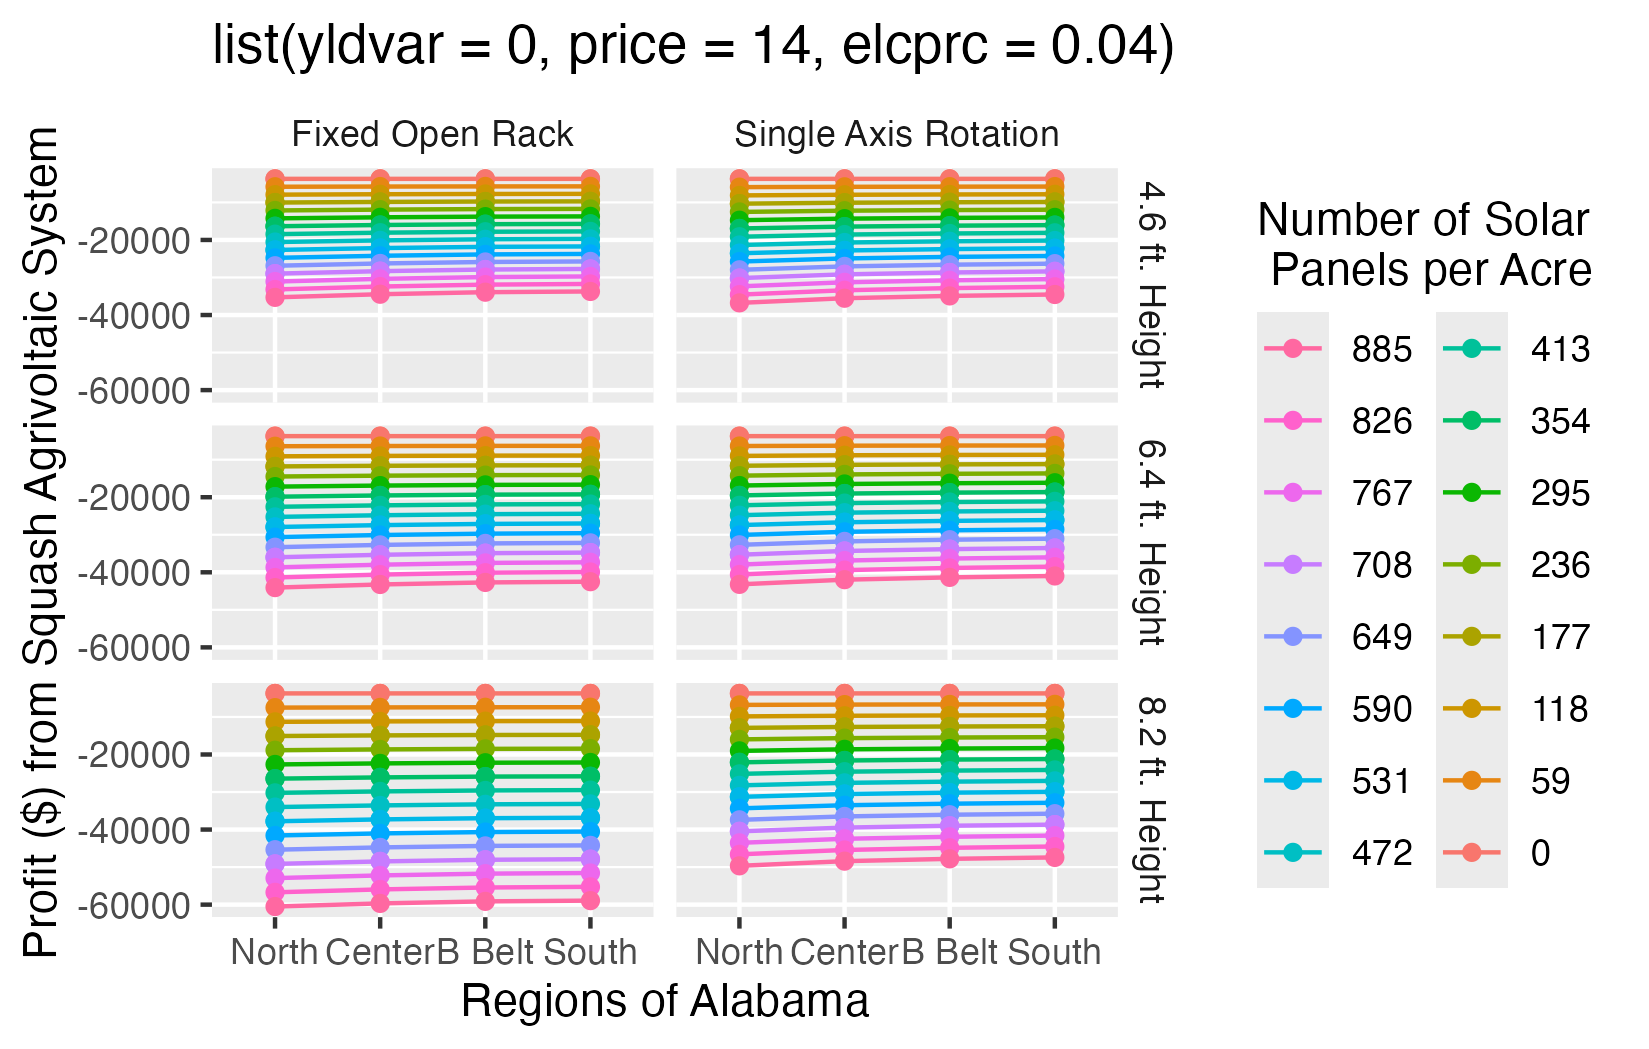 list(yldvar = 0, price = 14, elcprc = 0.04)
Fixed Open Rack
Single Axis Rotation
Profit ($) from Squash Agrivoltaic System
-20000
-40000
-60000
4.6 ft. Height
-20000
-40000
-60000
6.4 ft. Height
-20000
-40000
-60000
8.2 ft. Height
North Center B Belt South
North Center B Belt South
Regions of Alabama
Number of Solar
Panels per Acre
885 413
826 354
767 295
708 236
649 177
590 118
531 59
472 0